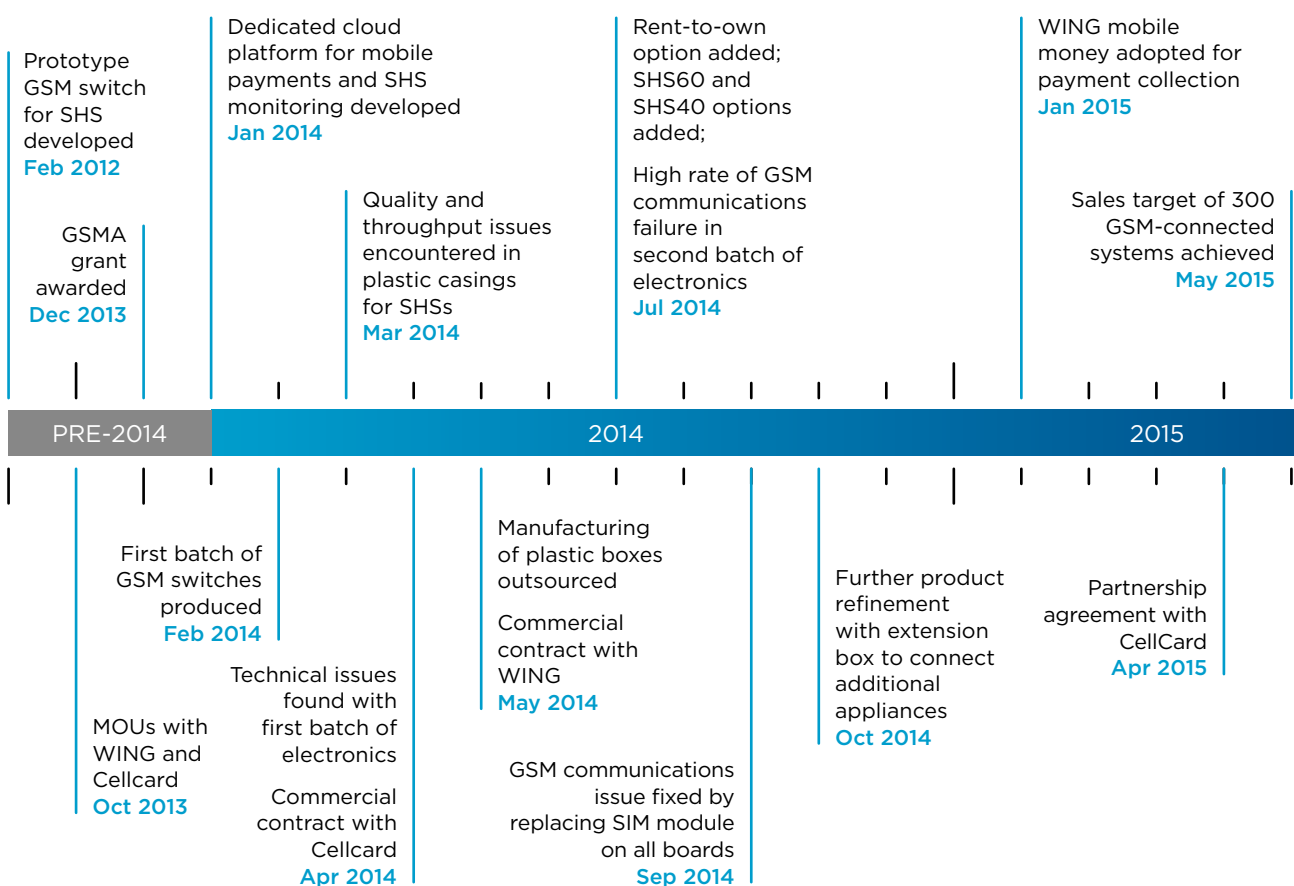 Prototype
GSM switch
for SHS
developed
Feb 2012
GSMA
grant
awarded
Dec 2013
Dedicated cloud
platform for mobile
payments and SHS
monitoring developed
Jan 2014
Quality and
throughput issues
encountered in
plastic casings
for SHSs
Mar 2014
Rent-to-own
option added;
SHS60 and
SHS40 options
added;
High rate of GSM
communications
failure in
second batch of
electronics
Jul 2014
WING mobile
money adopted for
payment collection
Jan 2015
Sales target of 300
GSM-connected
systems achieved
May 2015
PRE-2014
2014
2015
MOUs with
WING and
Cellcard
Oct 2013
First batch of
GSM switches
produced
Feb 2014
Technical issues
found with
first batch of
electronics
Commercial
contract with
Cellcard
Apr 2014
Manufacturing
of plastic boxes
outsourced
Commercial
contract with
WING
May 2014
GSM communications
issue fixed by
replacing SIM module
on all boards
Sep 2014
Further product
refinement
with extension
box to connect
additional
appliances
Oct 2014
Partnership
agreement with
CellCard
Apr 2015